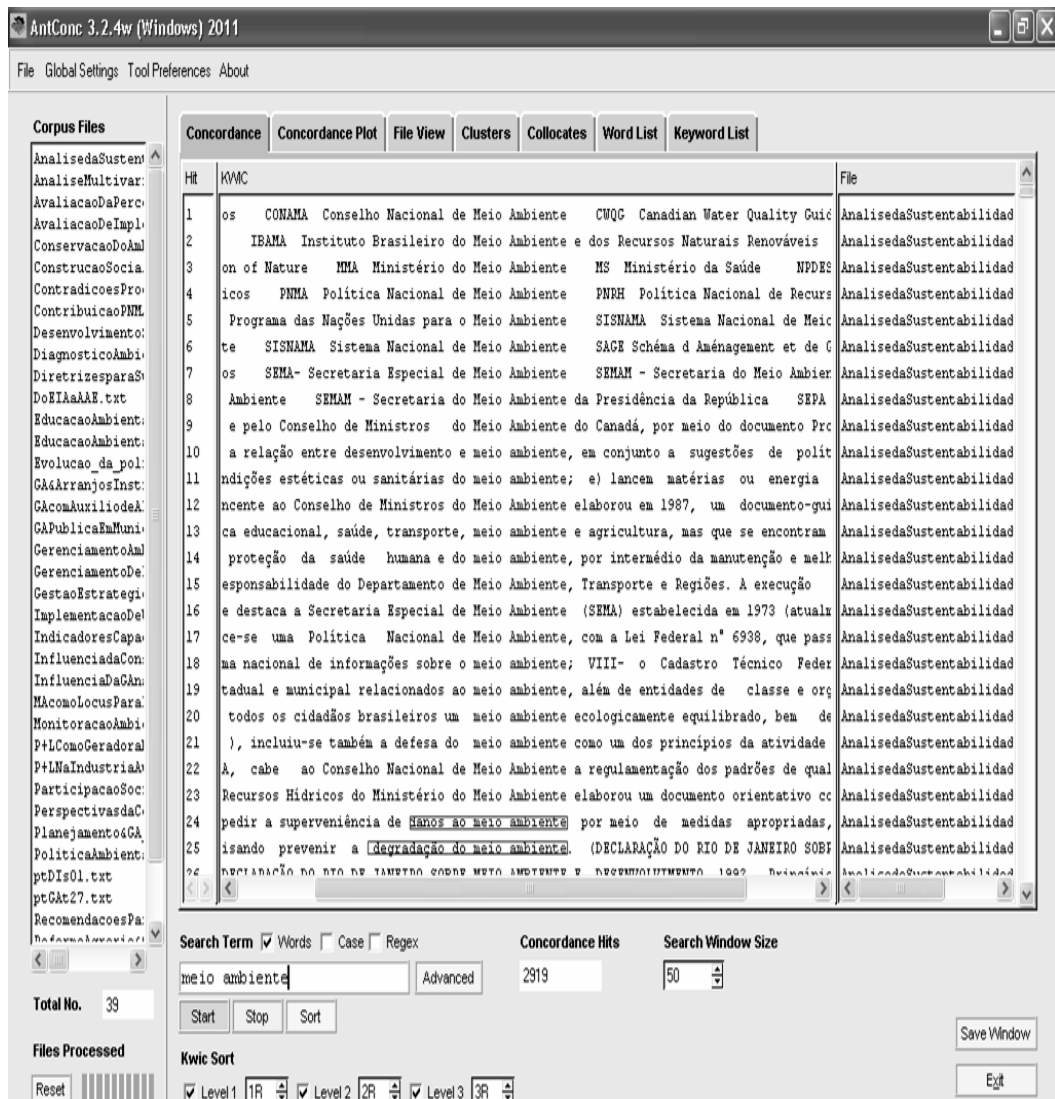 AntConc 3.2.4w (Windows) 2011
File Global Settings Tool Preferences About
Corpus Files
AnalisedaSustent
AnaliseMultivar
AvaliacaoDaPerc
AvaliacaoDeImpl
ConservacaoDoAm
ConstrucaoSocia
ContradicoesPro
ContribuicaoPNM
Desenvolvimento
DiagnosticoAmbi
DiretrizesparaS
DoEIAaAAE.txt
EducacaoAmbient
EducacaoAmbient
Evolucao_da_pol
GA&ArranjosInst
GAcomAuxiliodeA
GAPublicaEmMuni
GerenciamentoAm
GerenciamentoDe
GestaoEstrategi
ImplementacaoDe
IndicadoresCapa
InfluenciadaCon
InfluenciaDaGAn
MAcomoLocusPara
MonitoracaoAmbi
P+LComoGeradora
P+LNaIndustriaA
ParticipacaoSoc
PerspectivasdaC
Planejamento&GA
PoliticaAmbient
ptDIs01.txt
ptGAt27.txt
RecomendacoesPa
Total No. 39
Files Processed
Reset
Concordance Concordance Plot File View Clusters Collocates Word List Keyword List
Hit KWIC File
1 os CONAMA Conselho Nacional de Meio Ambiente CWQG Canadian Water Quality Guid AnalisedaSustentabilidad
2 IBAMA Instituto Brasileiro do Meio Ambiente e dos Recursos Naturais Renováveis AnalisedaSustentabilidad
3 on of Nature MMA Ministério do Meio Ambiente MS Ministério da Saúde NPDES AnalisedaSustentabilidad
4 icos PNMA Política Nacional de Meio Ambiente PNRH Política Nacional de Recurs AnalisedaSustentabilidad
5 Programa das Nações Unidas para o Meio Ambiente SISNAMA Sistema Nacional de Meio AnalisedaSustentabilidad
6 te SISNAMA Sistema Nacional de Meio Ambiente SAGE Schéma d Aménagement et de G AnalisedaSustentabilidad
7 os SEMA- Secretaria Especial de Meio Ambiente SEMAM - Secretaria do Meio Ambien AnalisedaSustentabilidad
8 Ambiente SEMAM - Secretaria do Meio Ambiente da Presidência da República SEPA AnalisedaSustentabilidad
9 e pelo Conselho de Ministros do Meio Ambiente do Canadá, por meio do documento Pro AnalisedaSustentabilidad
10 a relação entre desenvolvimento e meio ambiente, em conjunto a sugestões de polít AnalisedaSustentabilidad
11 ndições estéticas ou sanitárias do meio ambiente; e) lancem matérias ou energia AnalisedaSustentabilidad
12 ncente ao Conselho de Ministros do Meio Ambiente elaborou em 1987, um documento-gui AnalisedaSustentabilidad
13 ca educacional, saúde, transporte, meio ambiente e agricultura, mas que se encontram AnalisedaSustentabilidad
14 proteção da saúde humana e do meio ambiente, por intermédio da manutenção e melh AnalisedaSustentabilidad
15 esponsabilidade do Departamento de Meio Ambiente, Transporte e Regiões. A execução AnalisedaSustentabilidad
16 e destaca a Secretaria Especial de Meio Ambiente (SEMA) estabelecida em 1973 (atualm AnalisedaSustentabilidad
17 ce-se uma Política Nacional de Meio Ambiente, com a Lei Federal n° 6938, que pass AnalisedaSustentabilidad
18 ma nacional de informações sobre o meio ambiente; VIII- o Cadastro Técnico Feder AnalisedaSustentabilidad
19 tadual e municipal relacionados ao meio ambiente, além de entidades de classe e org AnalisedaSustentabilidad
20 todos os cidadãos brasileiros um meio ambiente ecologicamente equilibrado, bem de AnalisedaSustentabilidad
21 ), incluiu-se também a defesa do meio ambiente como um dos princípios da atividade AnalisedaSustentabilidad
22 A, cabe ao Conselho Nacional de Meio Ambiente a regulamentação dos padrões de qual AnalisedaSustentabilidad
23 Recursos Hídricos do Ministério do Meio Ambiente elaborou um documento orientativo co AnalisedaSustentabilidad
24 pedir a superveniência de danos ao meio ambiente por meio de medidas apropriadas, AnalisedaSustentabilidad
25 isando prevenir a degradação do meio ambiente. (DECLARAÇÃO DO RIO DE JANEIRO SOBR AnalisedaSustentabilidad
26 DECLARAÇÃO DO RIO DE JANEIRO SOBRE MEIO AMBIENTE E DESENVOLVIMENTO, 1992 AnalisedaSustentabilidad
Search Term Words Case Regex Concordance Hits Search Window Size
meio ambiente Advanced 2919 50
Start Stop Sort
Save Window
Kwic Sort
Level 1 1R Level 2 2R Level 3 3R
Exit